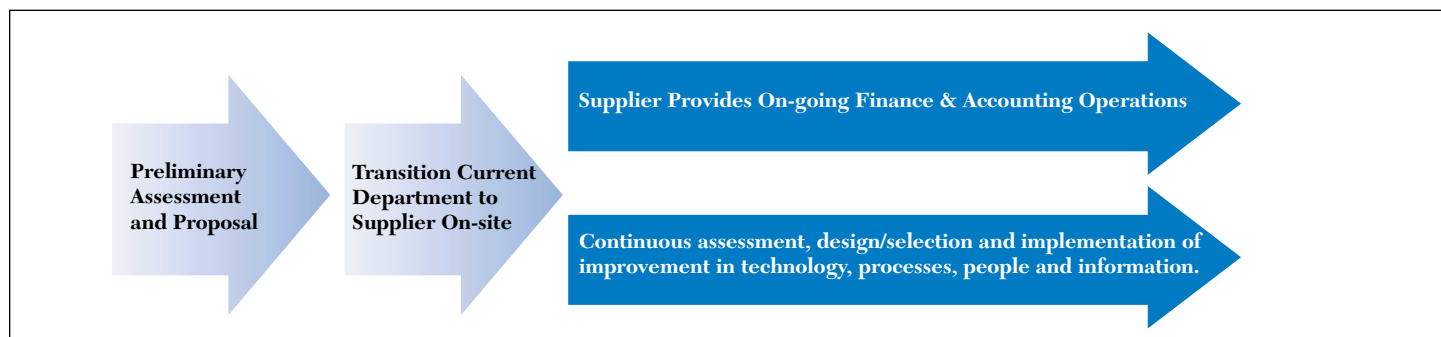 Preliminary
Assessment
and Proposal
Transition Current
Department to
Supplier On-site
Supplier Provides On-going Finance & Accounting Operations
Continuous assessment, design/selection and implementation of
improvement in technology, processes, people and information.